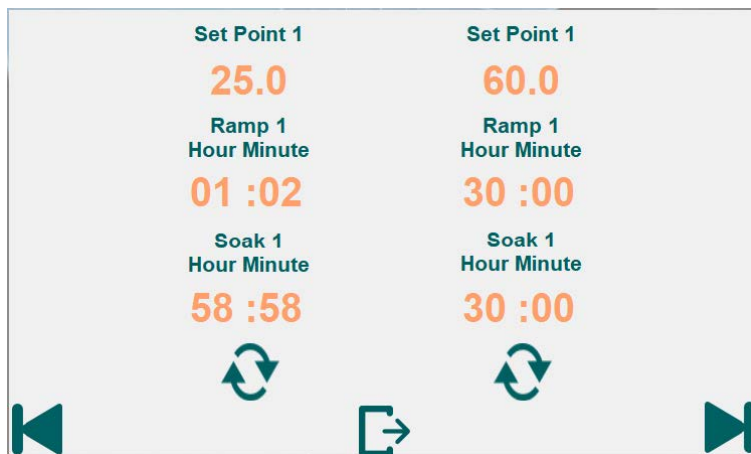 Set Point 1
25.0
Ramp 1
Hour Minute
01 :02
Soak 1
Hour Minute
58 :58
Set Point 1
60.0
Ramp 1
Hour Minute
30 :00
Soak 1
Hour Minute
30 :00